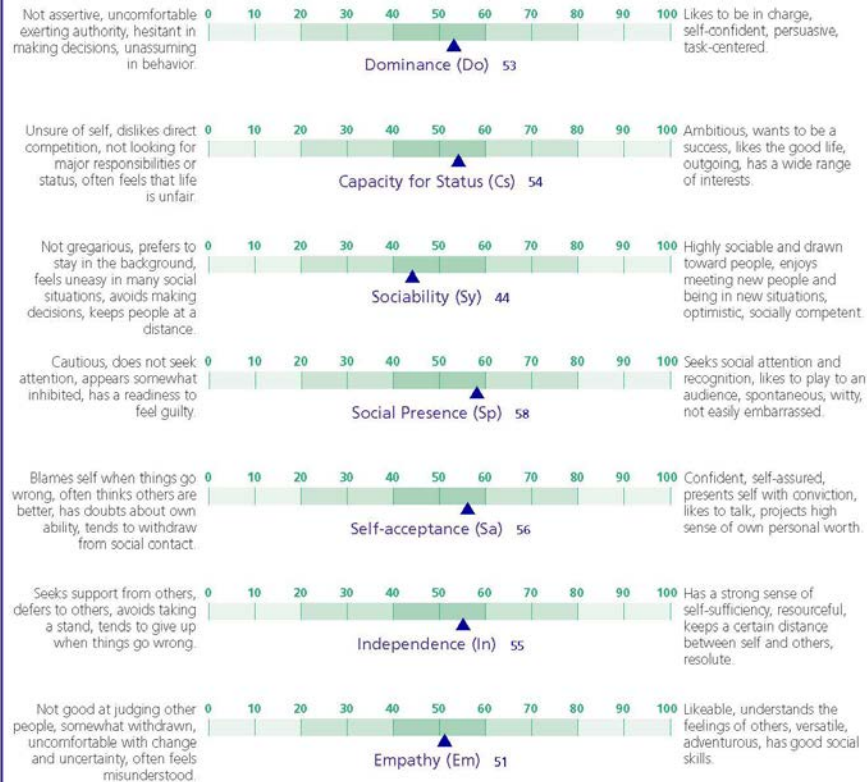 Not assertive, uncomfortable
exerting authority, hesitant in
making decisions, unassuming
in behavior.
0 10 20 30 40 50 60 70 80 90 100
Likes to be in charge,
self-confident, persuasive,
task-centered.
Dominance (Do) 53
Unsure of self, dislikes direct
competition, not looking for
major responsibilities or
status, often feels that life
is unfair.
0 10 20 30 40 50 60 70 80 90 100
Ambitious, wants to be a
success, likes the good life,
outgoing, has a wide range
of interests.
Capacity for Status (Cs) 54
Not gregarious, prefers to
stay in the background,
feels uneasy in many social
situations, avoids making
decisions, keeps people at a
distance.
0 10 20 30 40 50 60 70 80 90 100
Highly sociable and drawn
toward people, enjoys
meeting new people and
being in new situations,
optimistic, socially competent.
Sociability (Sy) 44
Cautious, does not seek
attention, appears somewhat
inhibited, has a readiness to
feel guilty.
0 10 20 30 40 50 60 70 80 90 100
Seeks social attention and
recognition, likes to play to an
audience, spontaneous, witty,
not easily embarrassed.
Social Presence (Sp) 58
Blames self when things go
wrong, often thinks others are
better, has doubts about own
ability, tends to withdraw
from social contact.
0 10 20 30 40 50 60 70 80 90 100
Confident, self-assured,
presents self with conviction,
likes to talk, projects high
sense of own personal worth.
Self-acceptance (Sa) 56
Seeks support from others,
defers to others, avoids taking
a stand, tends to give up
when things go wrong.
0 10 20 30 40 50 60 70 80 90 100
Has a strong sense of
self-sufficiency, resourceful,
keeps a certain distance
between self and others,
resolute.
Independence (In) 55
Not good at judging other
people, somewhat withdrawn,
uncomfortable with change
and uncertainty, often feels
misunderstood.
0 10 20 30 40 50 60 70 80 90 100
Likeable, understands the
feelings of others, versatile,
adventurous, has good social
skills.
Empathy (Em) 51